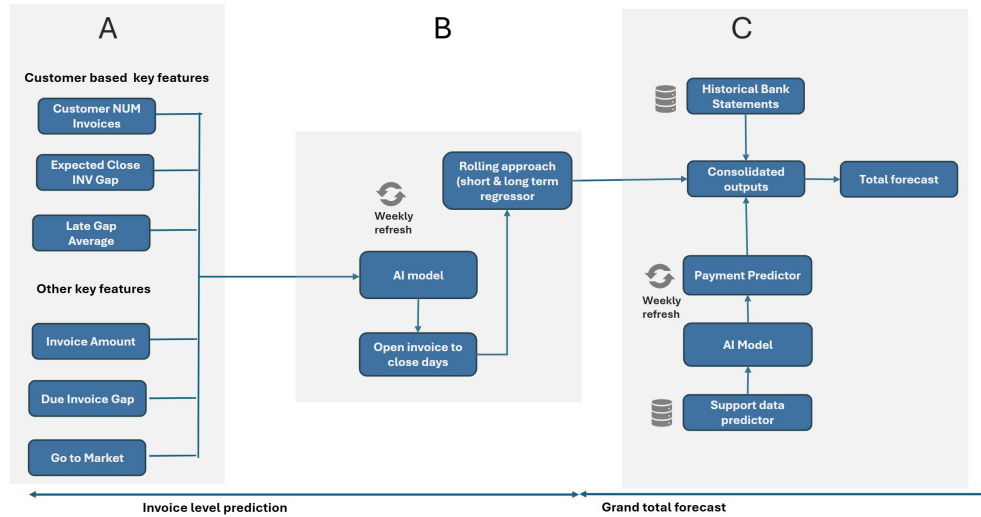 A
Customer based key features
Customer NUM
Invoices
Expected Close
INV Gap
Late Gap
Average
Other key features
Invoice Amount
Due Invoice Gap
Go to Market
B
Rolling approach
(short & long term
regressor
Weekly
refresh
AI model
Open invoice to
close days
C
Historical Bank
Statements
Consolidated
outputs
Total forecast
Payment Predictor
Weekly
refresh
AI Model
Support data
predictor
Invoice level prediction
Grand total forecast